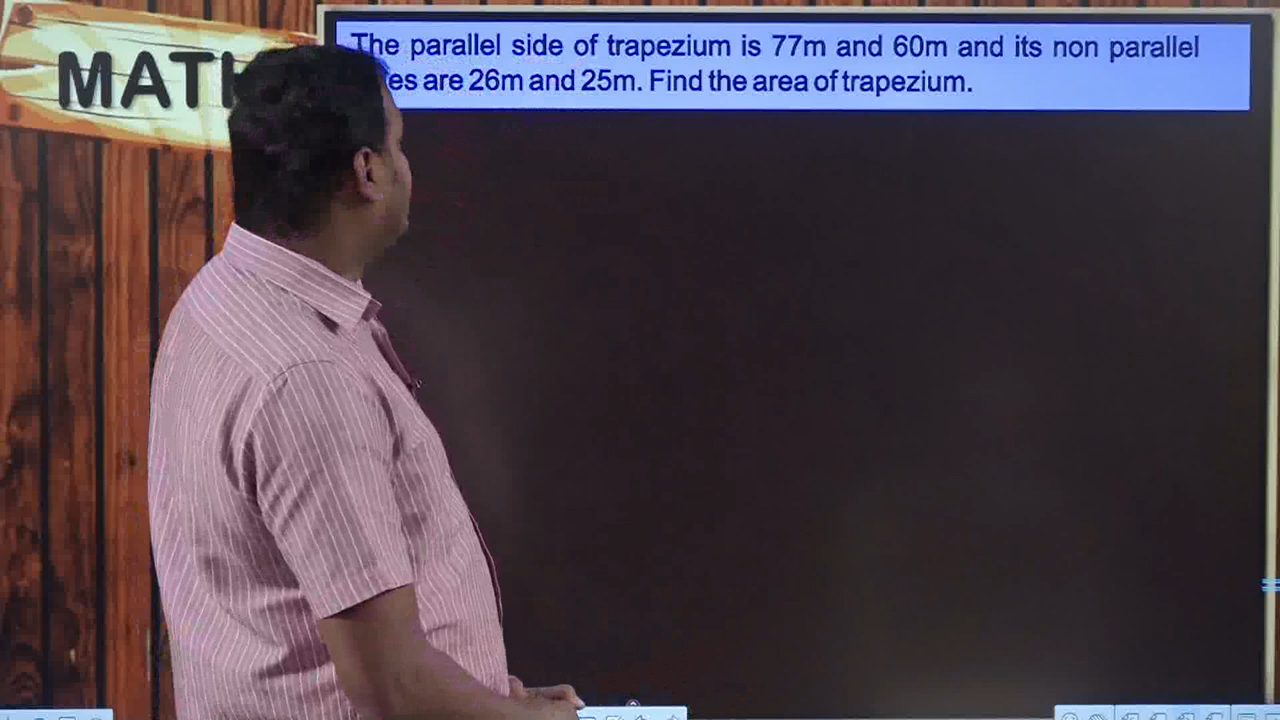 MAT
The parallel side of trapezium is 77m and 60m and its non parallel
es are 26m and 25m. Find the area of trapezium.